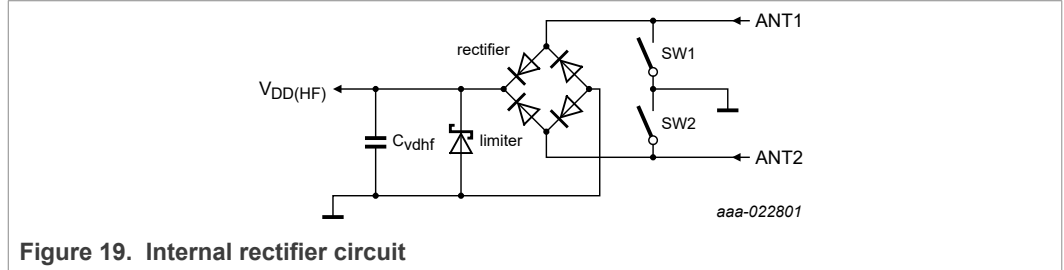 ANT1
rectifier
SW1
VDD(HF)
SW2
Cvdhf
limiter
ANT2
aaa-022801
Figure 19. Internal rectifier circuit